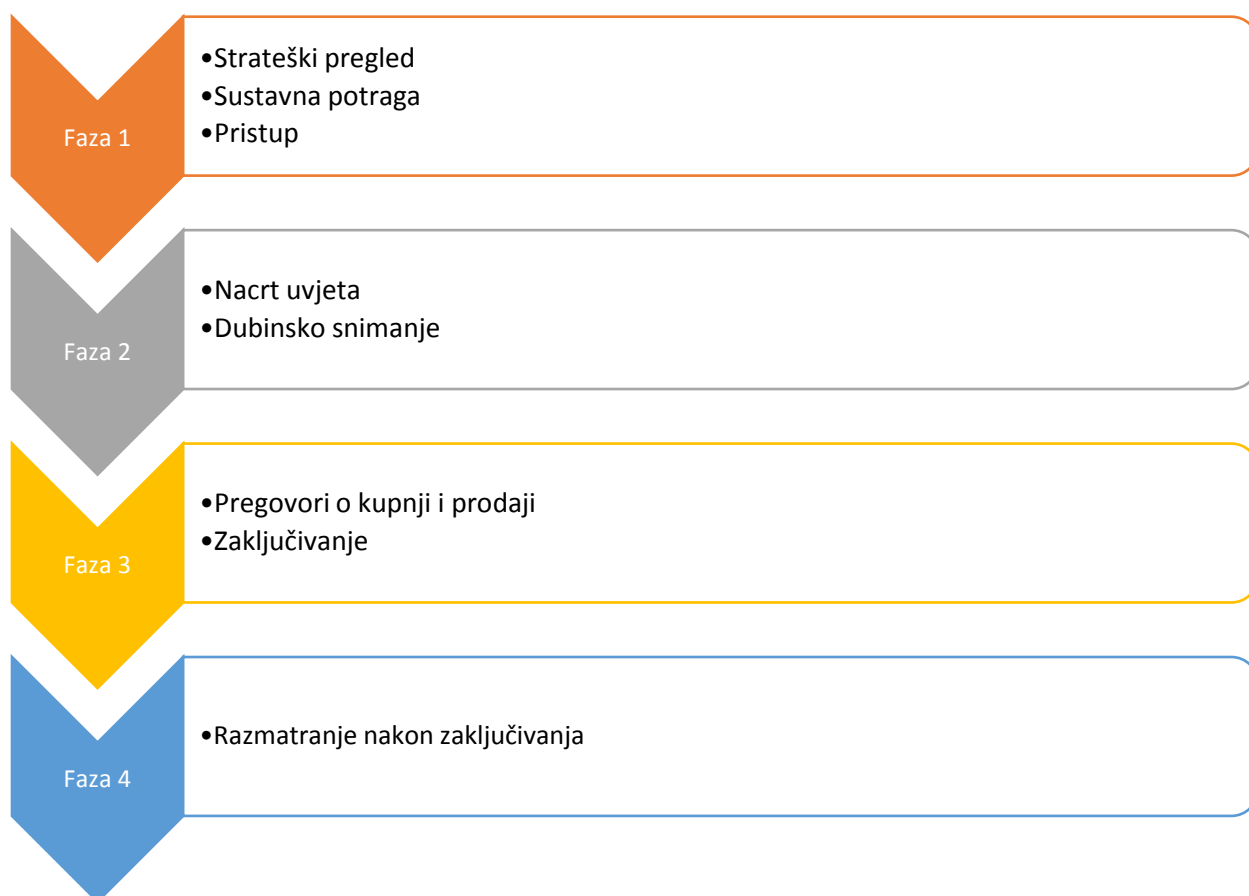 •Strateški pregled
•Sustavna potraga
•Pristup
Faza 1
•Nacrt uvjeta
•Dubinsko snimanje
Faza 2
•Pregovori o kupnji i prodaji
•Zaključivanje
Faza 3
•Razmatranje nakon zaključivanja
Faza 4